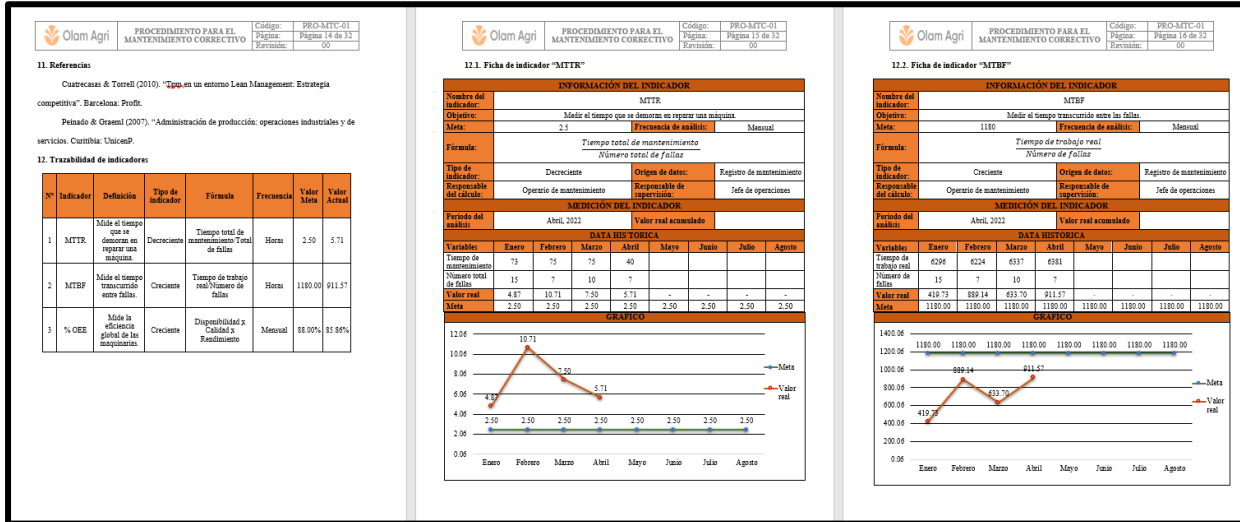 Olam Agri
PROCEDIMIENTO PARA EL
MANTENIMIENTO CORRECTIVO
Código: PRO-MTC-01
Página: Página 14 de 32
Revisión: 00
11. Referencias
Cuatrecasas & Torrell (2010). “Tpm en un entorno Lean Management: Estrategia
competitiva”. Barcelona: Profit.
Peinado & Graeml (2007). “Administración de producción: operaciones industriales y de
servicios. Curitibia: UnicenP.
12. Trazabilidad de indicadores
Nº Indicador Definición Tipo de indicador Fórmula Frecuencia Valor Meta Valor Actual
1 MTTR Mide el tiempo que se demoran en reparar una máquina. Decreciente Tiempo total de mantenimiento/Total de fallas Horas 2.50 5.71
2 MTBF Mide el tiempo transcurrido entre fallas. Creciente Tiempo de trabajo real/Número de fallas Horas 1180.00 911.57
3 % OEE Mide la eficiencia global de las maquinarias. Creciente Disponibilidad x Calidad x Rendimiento Mensual 88.00% 85.86%
Olam Agri
PROCEDIMIENTO PARA EL
MANTENIMIENTO CORRECTIVO
Código: PRO-MTC-01
Página: Página 15 de 32
Revisión: 00
12.1. Ficha de indicador “MTTR”
INFORMACIÓN DEL INDICADOR
Nombre del indicador: MTTR
Objetivo: Medir el tiempo que se demoran en reparar una máquina.
Meta: 2.5 Frecuencia de análisis: Mensual
Fórmula: Tiempo total de mantenimiento
Número total de fallas
Tipo de indicador: Decreciente Origen de datos: Registro de mantenimiento
Responsable del cálculo: Operario de mantenimiento Responsable de supervisión: Jefe de operaciones
MEDICIÓN DEL INDICADOR
Periodo del análisis Abril, 2022 Valor real acumulado
DATA HISTÓRICA
Variables Enero Febrero Marzo Abril Mayo Junio Julio Agosto
Tiempo de mantenimiento 73 75 75 40
Número total de fallas 15 7 10 7
Valor real 4.87 10.71 7.50 5.71 - - - -
Meta 2.50 2.50 2.50 2.50 2.50 2.50 2.50 2.50
GRÁFICO
12.06
10.06
8.06
6.06
4.06
2.06
0.06
4.87 10.71 7.50 5.71
2.50 2.50 2.50 2.50 2.50 2.50 2.50 2.50
Enero Febrero Marzo Abril Mayo Junio Julio Agosto
Meta
Valor real
Olam Agri
PROCEDIMIENTO PARA EL
MANTENIMIENTO CORRECTIVO
Código: PRO-MTC-01
Página: Página 16 de 32
Revisión: 00
12.2. Ficha de indicador “MTBF”
INFORMACIÓN DEL INDICADOR
Nombre del indicador: MTBF
Objetivo: Medir el tiempo transcurrido entre las fallas.
Meta: 1180 Frecuencia de análisis: Mensual
Fórmula: Tiempo de trabajo real
Número de fallas
Tipo de indicador: Creciente Origen de datos: Registro de mantenimiento
Responsable del cálculo: Operario de mantenimiento Responsable de supervisión: Jefe de operaciones
MEDICIÓN DEL INDICADOR
Periodo del análisis Abril, 2022 Valor real acumulado
DATA HISTÓRICA
Variables Enero Febrero Marzo Abril Mayo Junio Julio Agosto
Tiempo de trabajo real 6296 6224 6337 6381
Número de fallas 15 7 10 7
Valor real 419.73 889.14 633.70 911.57 - - - -
Meta 1180.00 1180.00 1180.00 1180.00 1180.00 1180.00 1180.00 1180.00
GRÁFICO
1400.06
1200.06
1000.06
800.06
600.06
400.06
200.06
0.06
1180.00 1180.00 1180.00 1180.00 1180.00 1180.00 1180.00 1180.00
419.73 889.14 633.70 911.57
Enero Febrero Marzo Abril Mayo Junio Julio Agosto
Meta
Valor real